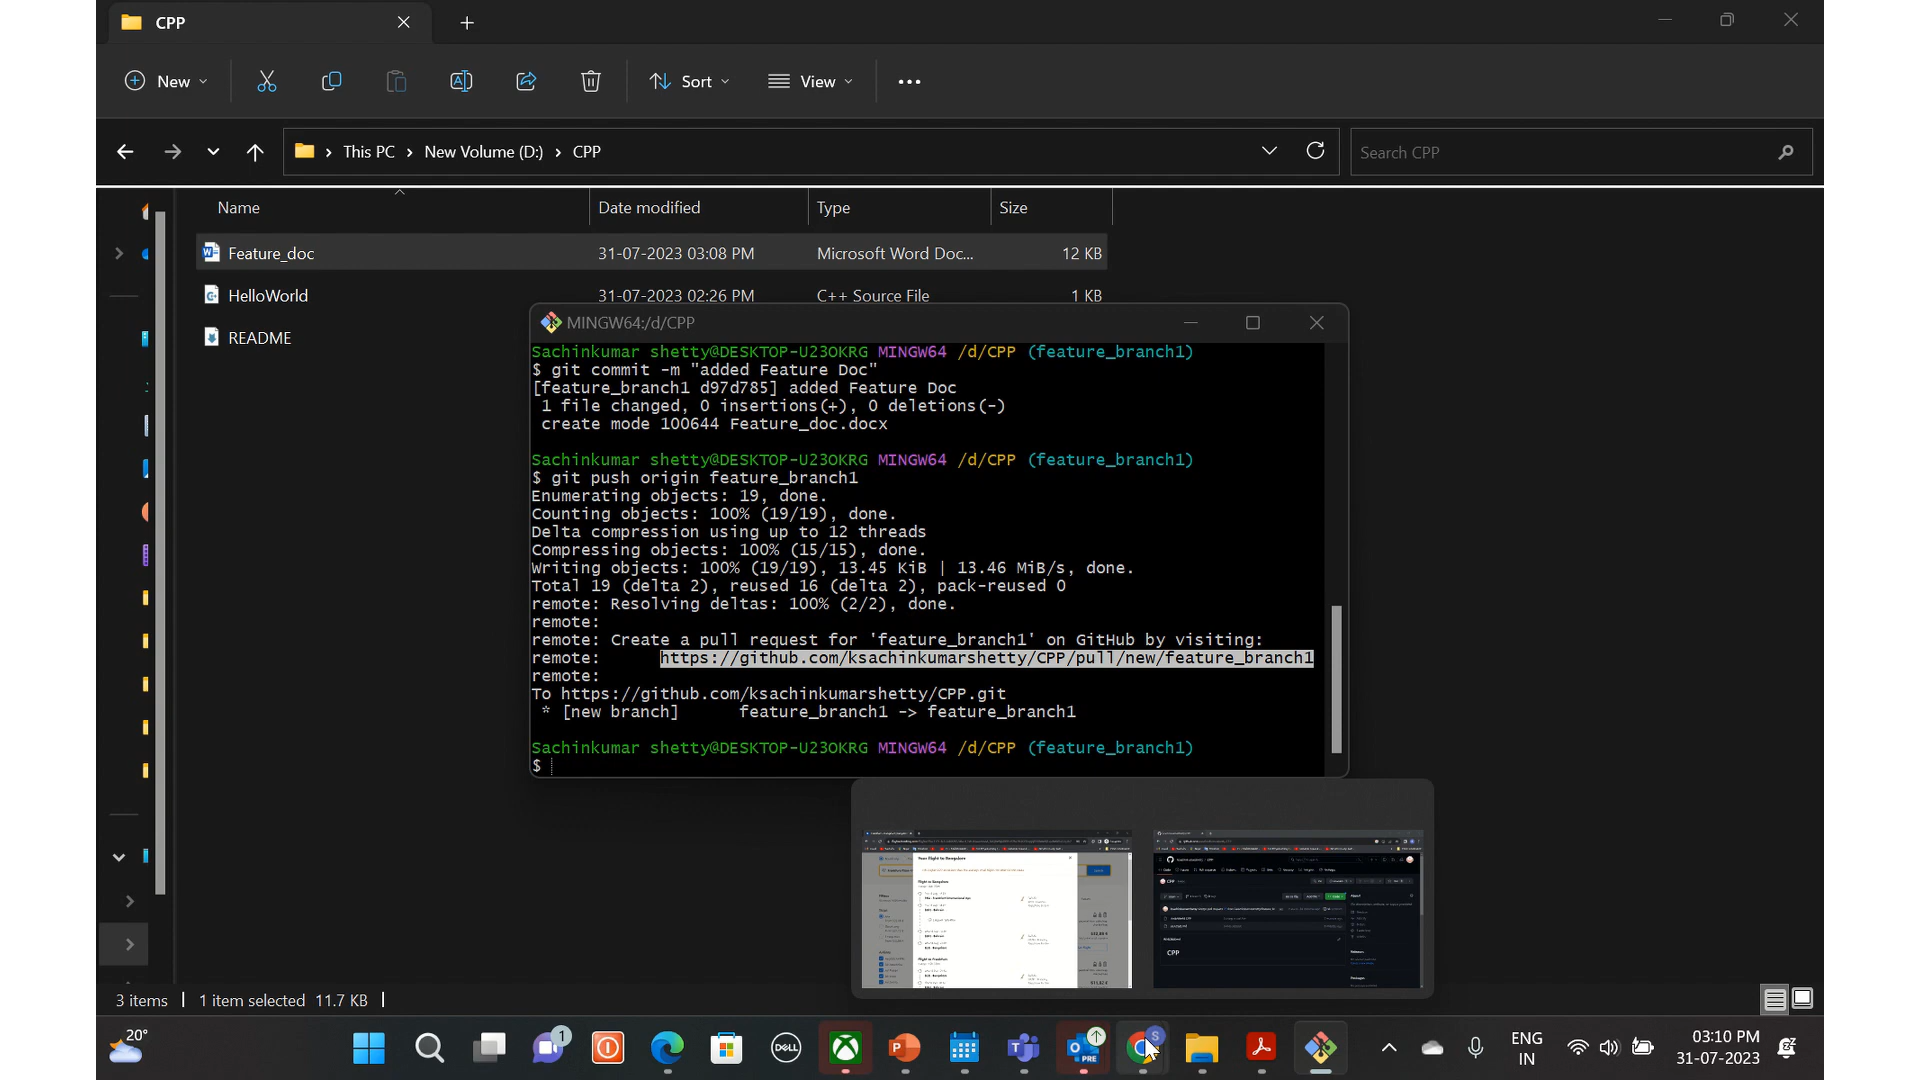 CPP
New
Sort
View
This PC > New Volume (D:) > CPP
Search CPP
Name Date modified Type Size
Feature_doc 31-07-2023 03:08 PM Microsoft Word Doc... 12 KB
HelloWorld 31-07-2023 02:26 PM C++ Source File 1 KB
README
MINGW64:/d/CPP
Sachinkumar shetty@DESKTOP-U23OKRG MINGW64 /d/CPP (feature_branch1)
$ git commit -m "added Feature Doc"
[feature_branch1 d97d785] added Feature Doc
1 file changed, 0 insertions(+), 0 deletions(-)
create mode 100644 Feature_doc.docx
Sachinkumar shetty@DESKTOP-U23OKRG MINGW64 /d/CPP (feature_branch1)
$ git push origin feature_branch1
Enumerating objects: 19, done.
Counting objects: 100% (19/19), done.
Delta compression using up to 12 threads
Compressing objects: 100% (15/15), done.
Writing objects: 100% (19/19), 13.45 KiB | 13.46 MiB/s, done.
Total 19 (delta 2), reused 16 (delta 2), pack-reused 0
remote: Resolving deltas: 100% (2/2), done.
remote:
remote: Create a pull request for 'feature_branch1' on GitHub by visiting:
remote: https://github.com/ksachinkumarshetty/CPP/pull/new/feature_branch1
remote:
To https://github.com/ksachinkumarshetty/CPP.git
* [new branch] feature_branch1 -> feature_branch1
Sachinkumar shetty@DESKTOP-U23OKRG MINGW64 /d/CPP (feature_branch1)
$
Your flight to Bangalore
CPP
CPP
3 items 1 item selected 11.7 KB
20°
1
DELL
PRE
S
ENG
IN
03:10 PM
31-07-2023